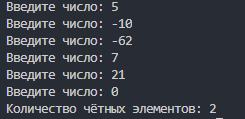 Введите число: 5
Введите число: -10
Введите число: -62
Введите число: 7
Введите число: 21
Введите число: 0
Количество чётных элементов: 2